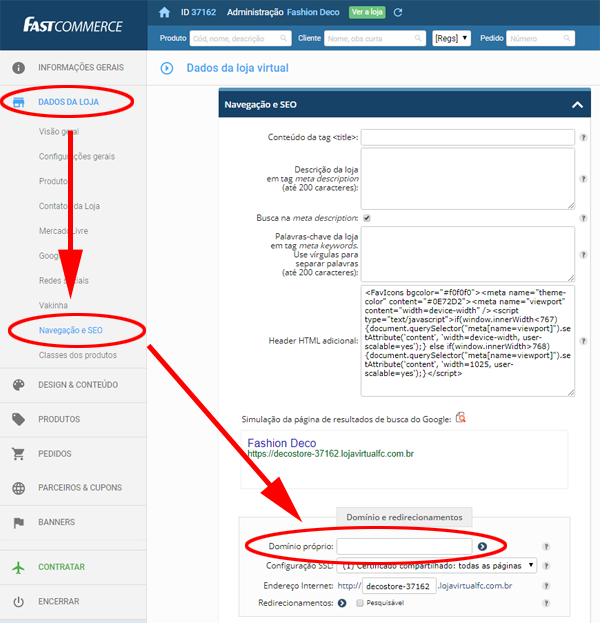 FASTCOMMERCE
ID 37162 Administração Fashion Deco Ver a loja
Produto Cód, nome, descrição Cliente Nome, obs curta [Regs] Pedido Número
INFORMAÇÕES GERAIS
DADOS DA LOJA
Visão geral
Configurações gerais
Produto
Contatos da Loja
Mercado Livre
Goog
Redes sociais
Vakinha
Navegação e SEO
Classes dos produtos
DESIGN & CONTEÚDO
PRODUTOS
PEDIDOS
PARCEIROS & CUPONS
BANNERS
CONTRATAR
ENCERRAR
Dados da loja virtual
Navegação e SEO
Conteúdo da tag <title>:
Descrição da loja
em tag meta description
(até 200 caracteres):
Busca na meta description:
Palavras-chave da loja
em tag meta keywords.
Use vírgulas para
separar palavras
(até 200 caracteres):
Header HTML adicional:
<FavIcons bgcolor="#f0f0f0"><meta name="theme-
color" content="#0E72D2"><meta name="viewport"
content="width=device-width" /><script
type="text/javascript">if(window.innerWidth<767)
{document.querySelector("meta[name=viewport]").se
tAttribute('content', 'width=device-width, user-
scalable=yes');} else if(window.innerWidth>768)
{document.querySelector("meta[name=viewport]").se
tAttribute('content', 'width=1025, user-
scalable=yes');}</script>
Simulação da página de resultados de busca do Google:
Fashion Deco
https://decostore-37162.lojavirtualfc.com.br
Domínio e redirecionamentos
Domínio próprio:
Configuração SSL: (1) Certificado compartilhado: todas as páginas
Endereço Internet: http:// decostore-37162 .lojavirtualfc.com.br
Redirecionamentos: Pesquisável